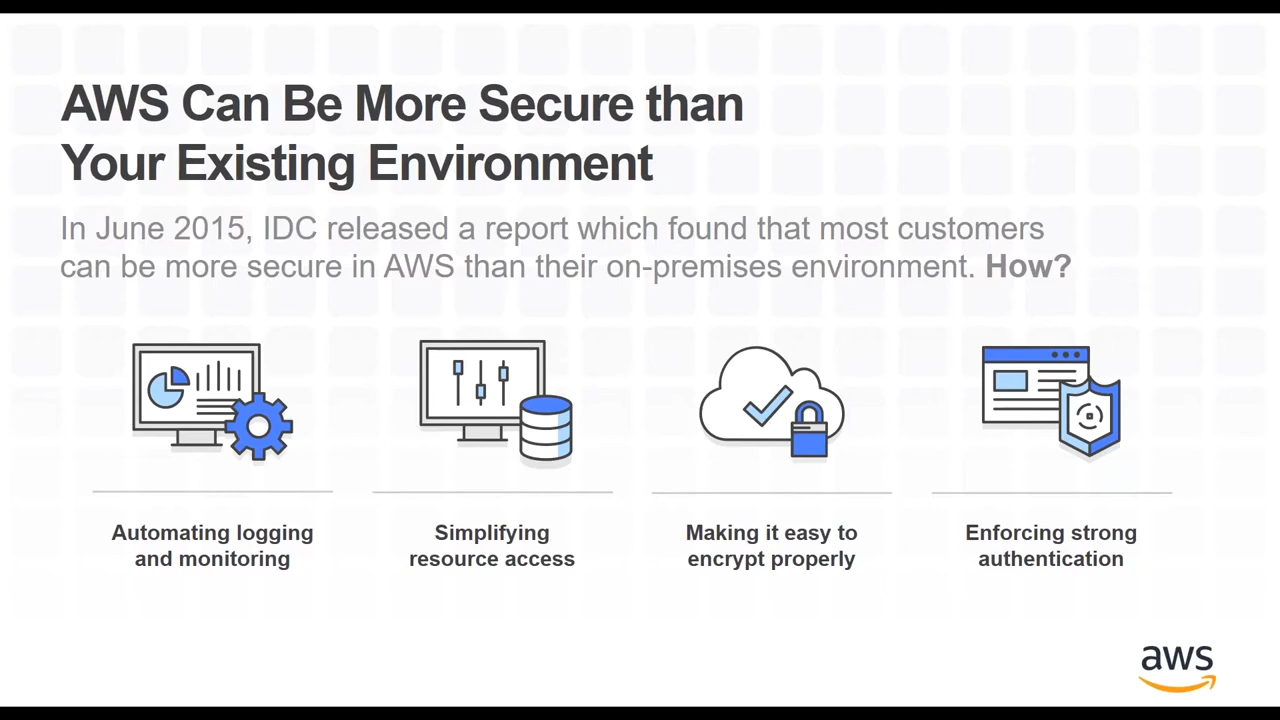 AWS Can Be More Secure than
Your Existing Environment
In June 2015, IDC released a report which found that most customers
can be more secure in AWS than their on-premises environment. How?
Automating logging
and monitoring
Simplifying
resource access
Making it easy to
encrypt properly
Enforcing strong
authentication
aws